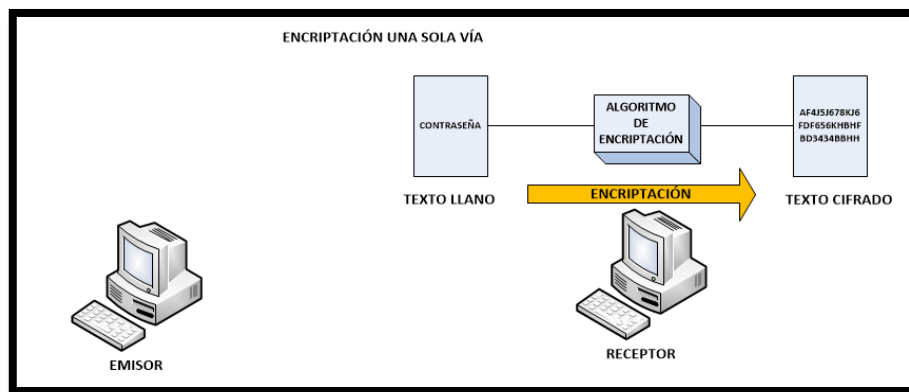 ENCRIPTACIÓN UNA SOLA VÍA
CONTRASEÑA
ALGORITMO
DE
ENCRIPTACIÓN
AF4J5J678KJ6
FDF656KHBHF
BD3434BBHH
TEXTO LLANO
ENCRIPTACIÓN
TEXTO CIFRADO
EMISOR
RECEPTOR